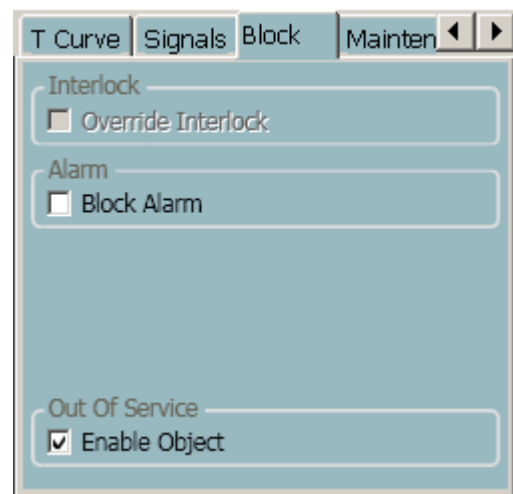 T Curve Signals Block Mainten
Interlock
Override Interlock
Alarm
Block Alarm
Out Of Service
Enable Object